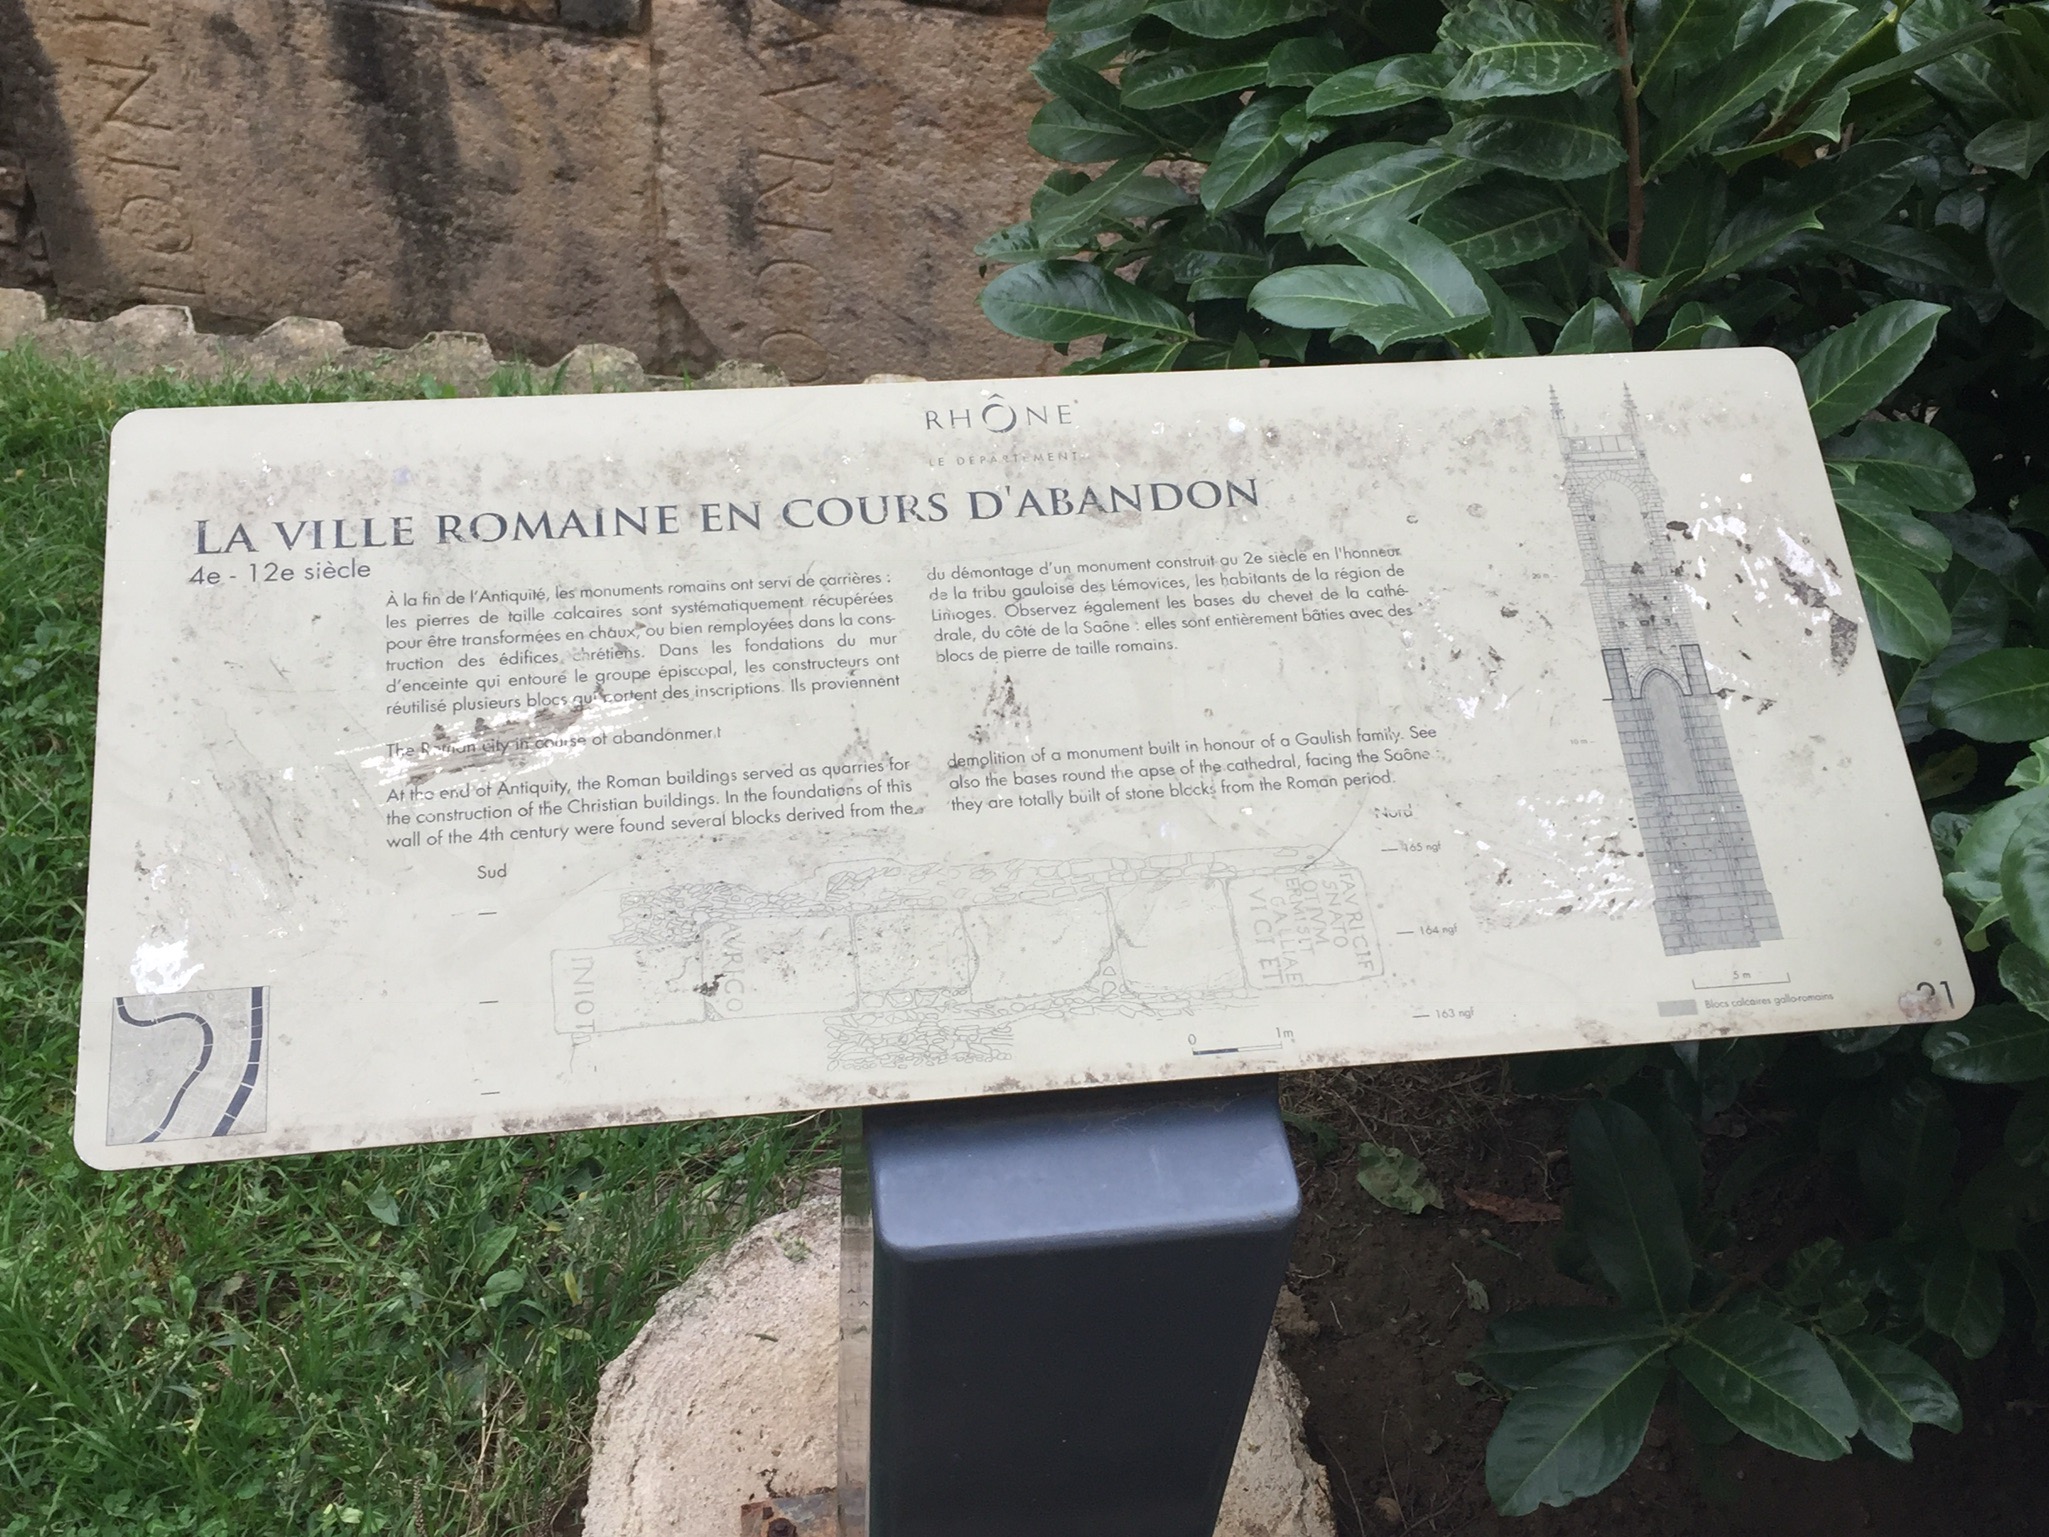 RHÔNE
LE DÉPARTEMENT
LA VILLE ROMAINE EN COURS D'ABANDON
4e - 12e siècle
À la fin de l'Antiquité, les monuments romains ont servi de carrières :
les pierres de taille calcaires sont systématiquement récupérées
pour être transformées en chaux, ou bien remployées dans la cons-
truction des édifices chrétiens. Dans les fondations du mur
d'enceinte qui entoure le groupe épiscopal, les constructeurs ont
réutilisé plusieurs blocs qui portent des inscriptions. Ils proviennent
du démontage d'un monument construit au 2e siècle en l'honneur
de la tribu gauloise des Lémovices, les habitants de la région de
Limoges. Observez également les bases du chevet de la cathé-
drale, du côté de la Saône : elles sont entièrement bâties avec des
blocs de pierre de taille romains.
The Roman city in course of abandonment
At the end of Antiquity, the Roman buildings served as quarries for
the construction of the Christian buildings. In the foundations of this
wall of the 4th century were found several blocks derived from the
demolition of a monument built in honour of a Gaulish family. See
also the bases round the apse of the cathedral, facing the Saône :
they are totally built of stone blocks from the Roman period.
Sud
Nord
165 ngf
164 ngf
163 ngf
INIOT
AVRICO
TAVRICIF
SNATO
OTVM
ERMISIT
GALLIAE
VICI EI
0 1m
20 m
10 m
5 m
Blocs calcaires gallo-romains
21